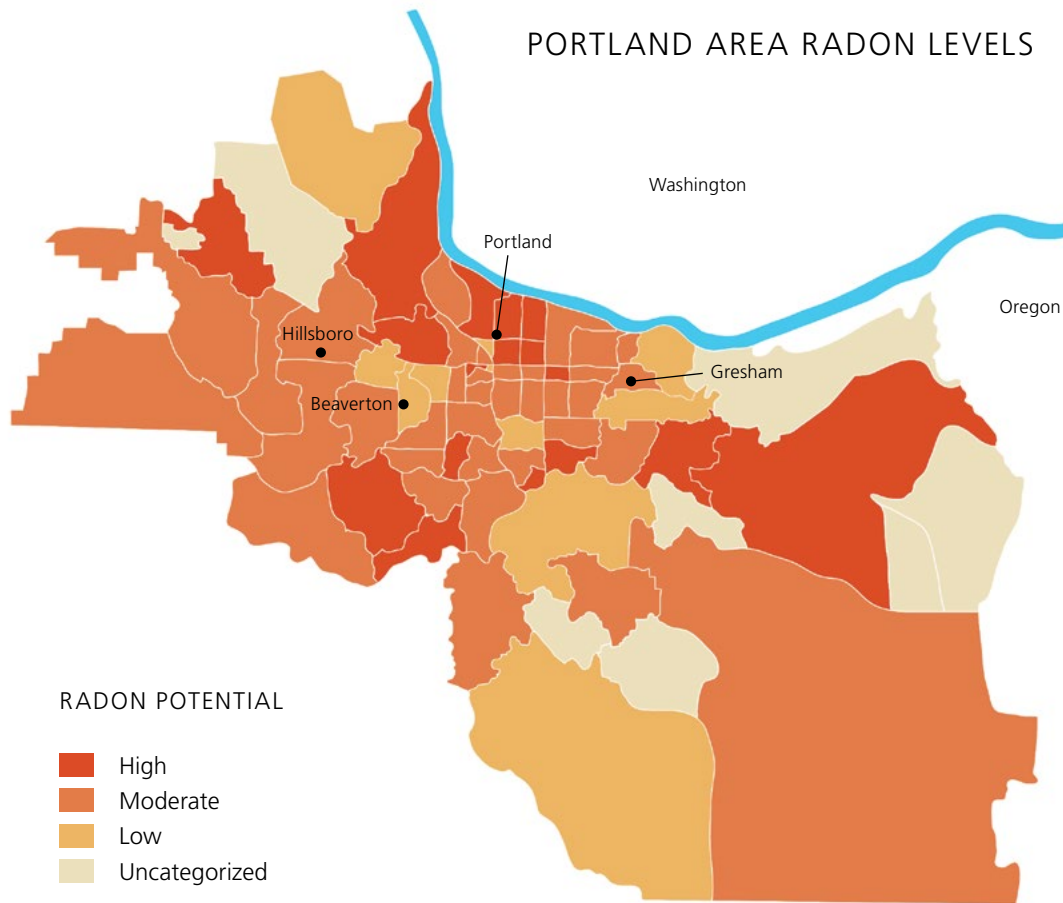 PORTLAND AREA RADON LEVELS
Washington
Portland
Oregon
Hillsboro
Gresham
Beaverton
RADON POTENTIAL
High
Moderate
Low
Uncategorized